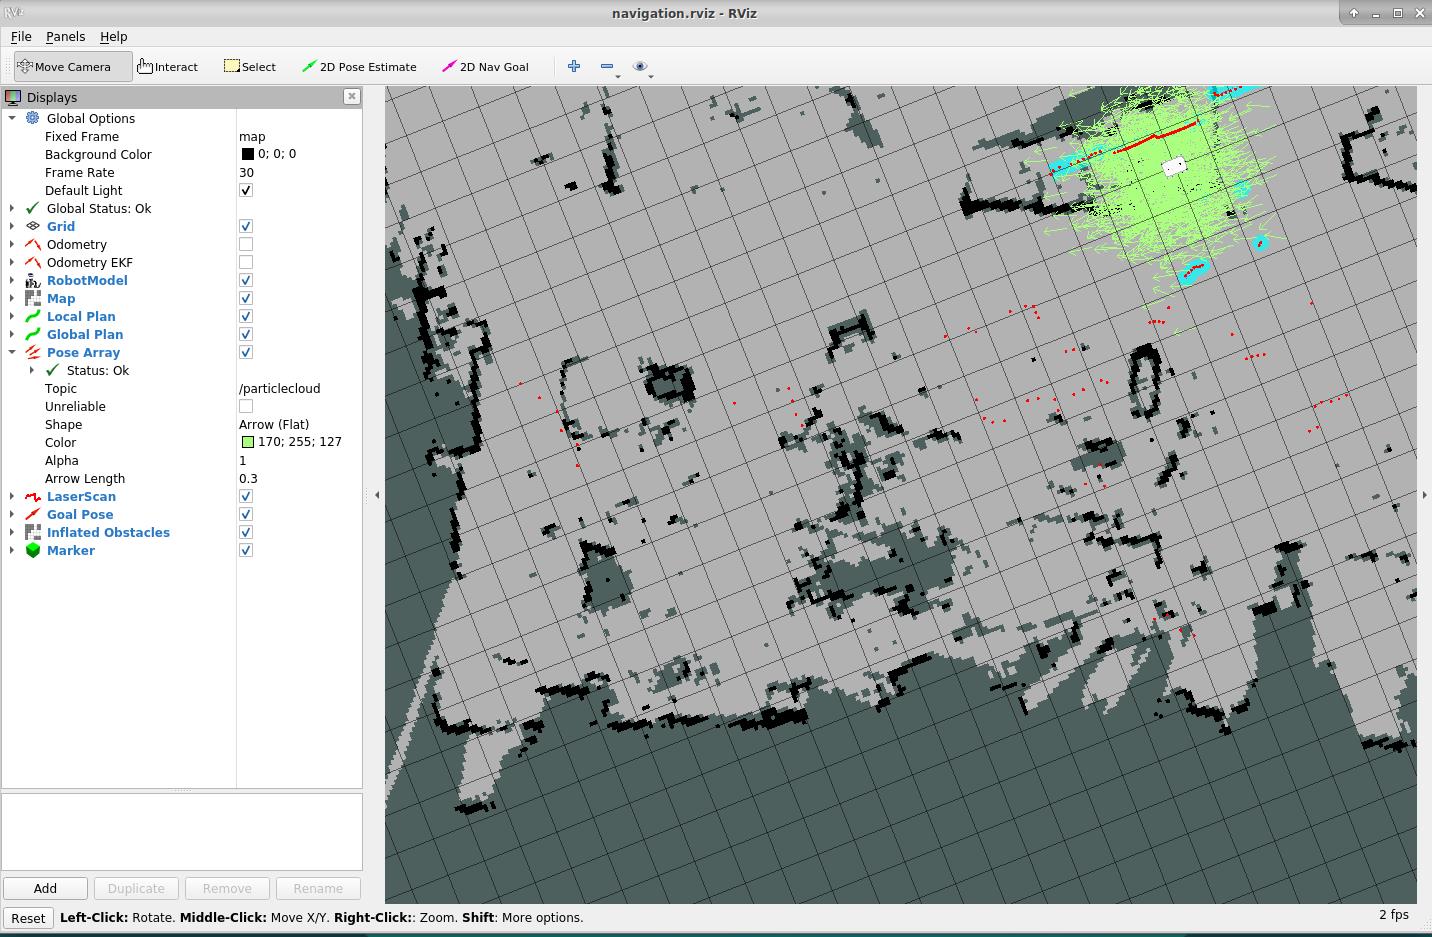 RViz
navigation.rviz - RViz
File Panels Help
Move Camera Interact Select 2D Pose Estimate 2D Nav Goal
Displays
Global Options
Fixed Frame map
Background Color 0; 0; 0
Frame Rate 30
Default Light
Global Status: Ok
Grid
Odometry
Odometry EKF
RobotModel
Map
Local Plan
Global Plan
Pose Array
Status: Ok
Topic /particlecloud
Unreliable
Shape Arrow (Flat)
Color 170; 255; 127
Alpha 1
Arrow Length 0.3
LaserScan
Goal Pose
Inflated Obstacles
Marker
Add Duplicate Remove Rename
Reset Left-Click: Rotate. Middle-Click: Move X/Y. Right-Click:: Zoom. Shift: More options. 2 fps